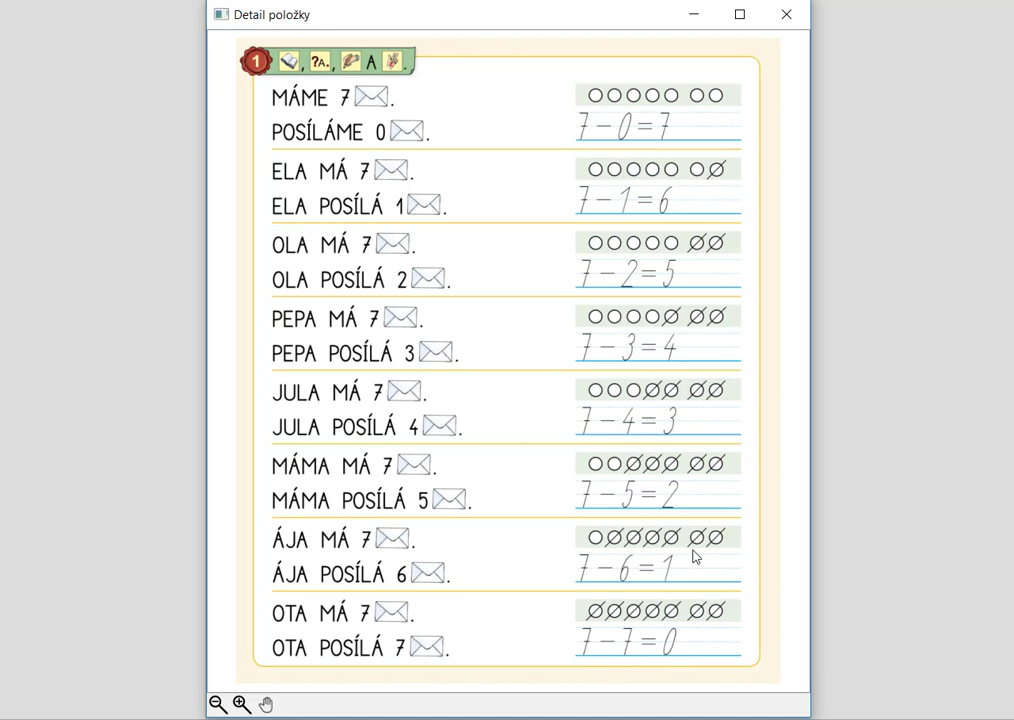 Detail položky
1 , ?A. , A .
MÁME 7 .
POSÍLÁME 0 .
7 – 0 = 7
ELA MÁ 7 .
ELA POSÍLÁ 1 .
7 – 1 = 6
OLA MÁ 7 .
OLA POSÍLÁ 2 .
7 – 2 = 5
PEPA MÁ 7 .
PEPA POSÍLÁ 3 .
7 – 3 = 4
JULA MÁ 7 .
JULA POSÍLÁ 4 .
7 – 4 = 3
MÁMA MÁ 7 .
MÁMA POSÍLÁ 5 .
7 – 5 = 2
ÁJA MÁ 7 .
ÁJA POSÍLÁ 6 .
7 – 6 = 1
OTA MÁ 7 .
OTA POSÍLÁ 7 .
7 – 7 = 0